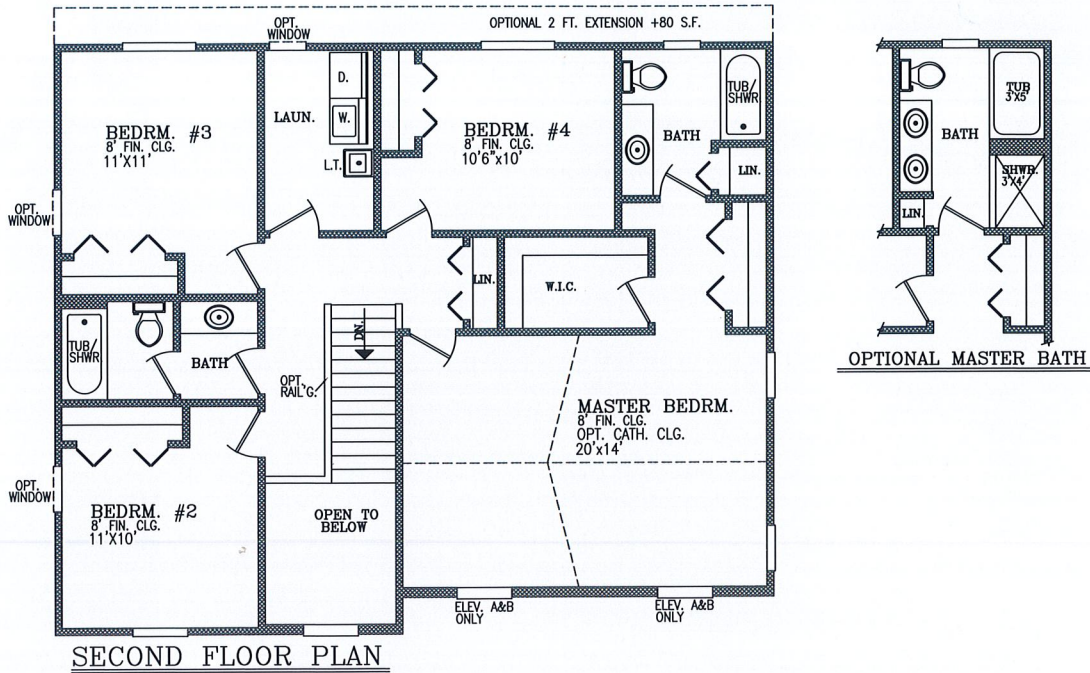 OPTIONAL 2 FT. EXTENSION +80 S.F.
OPT.
WINDOW
D.
W.
LAUN.
L.T.
BEDRM. #3
8' FIN. CLG.
11'X11'
BEDRM. #4
8' FIN. CLG.
10'6"x10'
BATH
TUB/
SHWR
LIN.
OPT.
WINDOW
LIN.
W.I.C.
TUB/
SHWR
BATH
DN.
OPT.
RAIL'G.
MASTER BEDRM.
8' FIN. CLG.
OPT. CATH. CLG.
20'x14'
OPT.
WINDOW
BEDRM. #2
8' FIN. CLG.
11'X10'
OPEN TO
BELOW
ELEV. A&B
ONLY
ELEV. A&B
ONLY
SECOND FLOOR PLAN
BATH
TUB
3'X5'
SHWR.
3'X4'
LIN.
OPTIONAL MASTER BATH